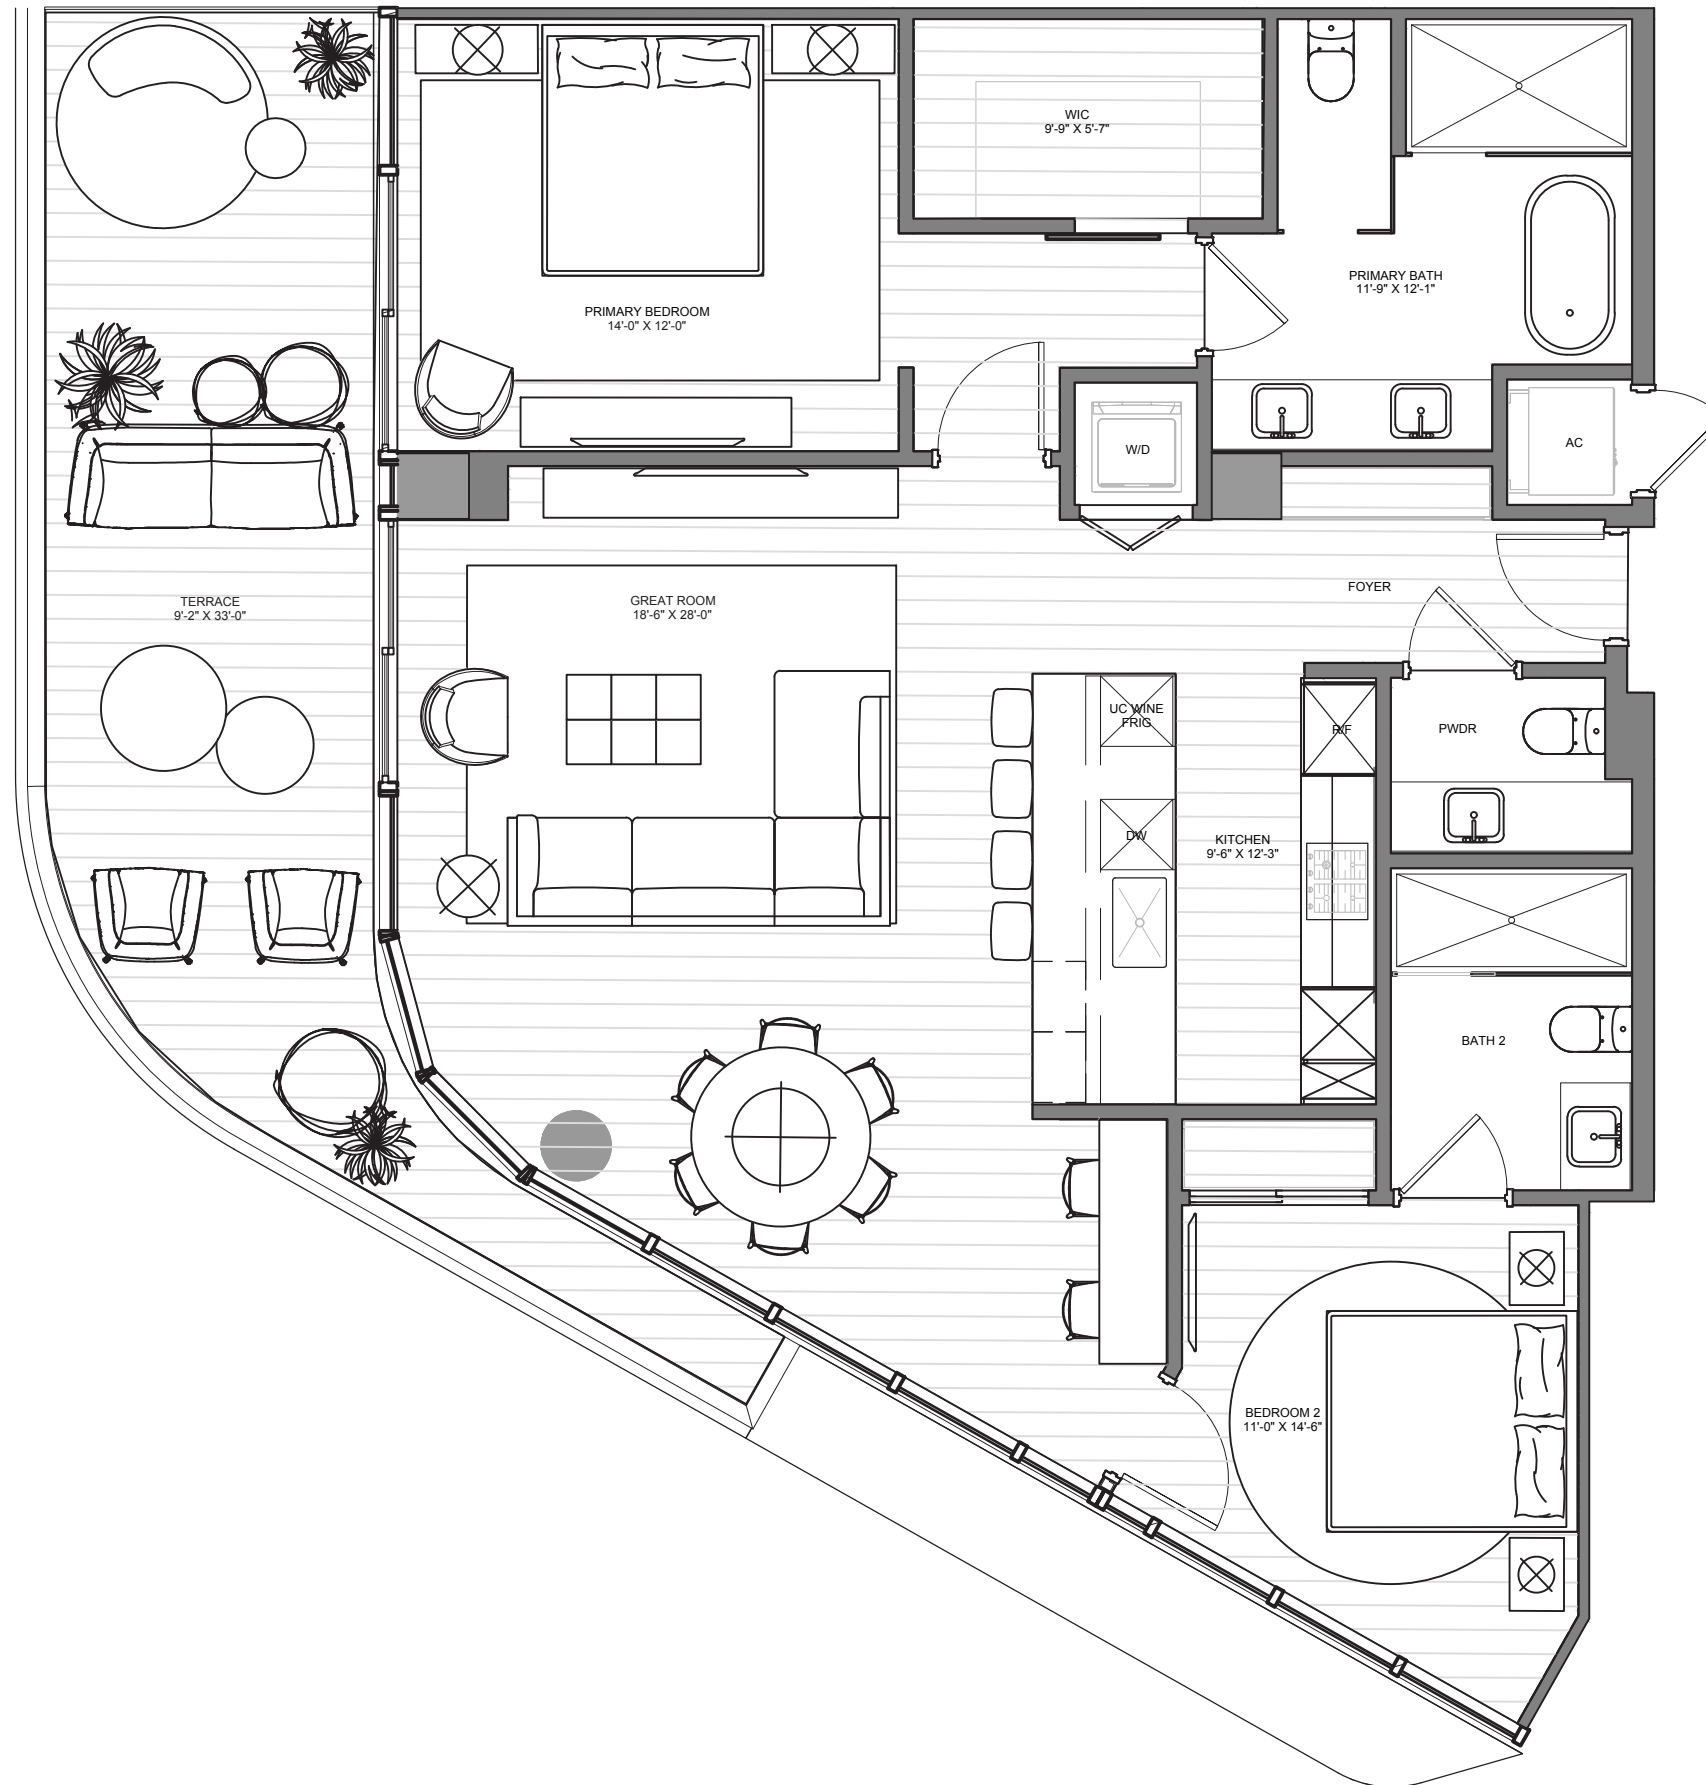 WIC
9'-9" X 5'-7"
PRIMARY BATH
11'-9" X 12'-1"
PRIMARY BEDROOM
14'-0" X 12'-0"
W/D
AC
TERRACE
9'-2" X 33'-0"
GREAT ROOM
18'-6" X 28'-0"
FOYER
UC WINE
FRIG
R/F
PWDR
DW
KITCHEN
9'-6" X 12'-3"
BATH 2
BEDROOM 2
11'-0" X 14'-6"